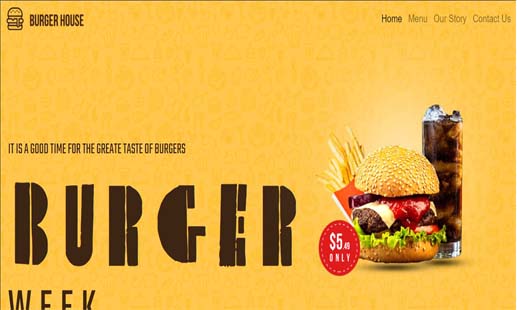 BURGER HOUSE
Home Menu Our Story Contact Us
IT IS A GOOD TIME FOR THE GREATE TASTE OF BURGERS
BURGER
WEEK
$5.49
ONLY